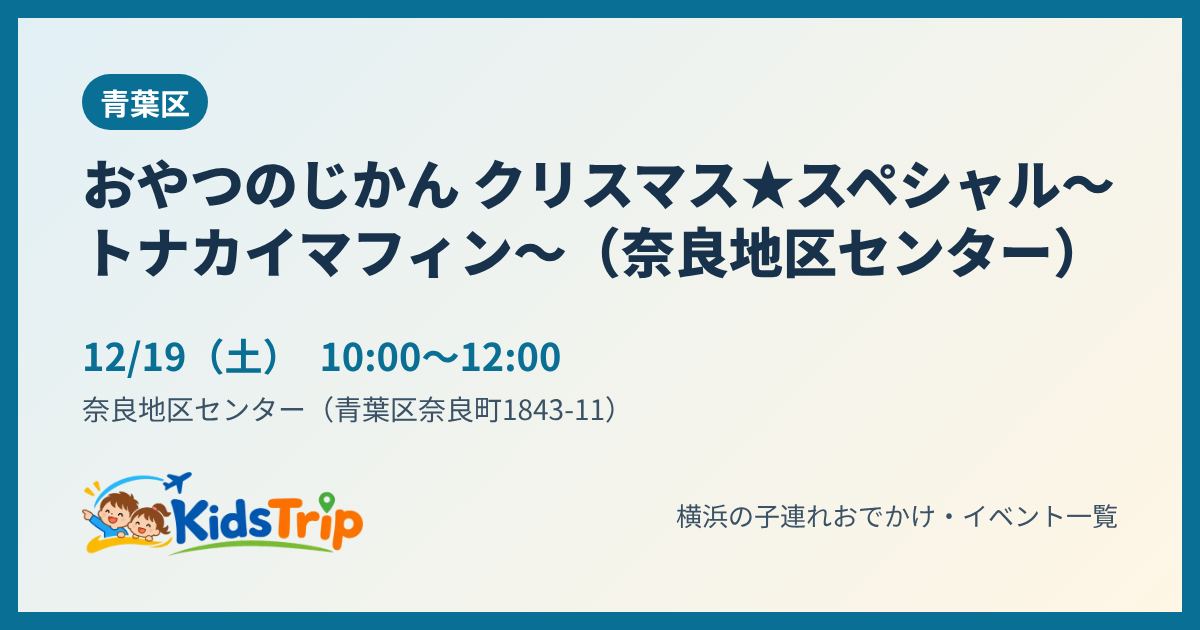 青葉区
おやつのじかん クリスマス★スペシャル～
トナカイマフィン～（奈良地区センター）
12/19（土） 10:00～12:00
奈良地区センター（青葉区奈良町1843-11）
KidsTrip
横浜の子連れおでかけ・イベント一覧